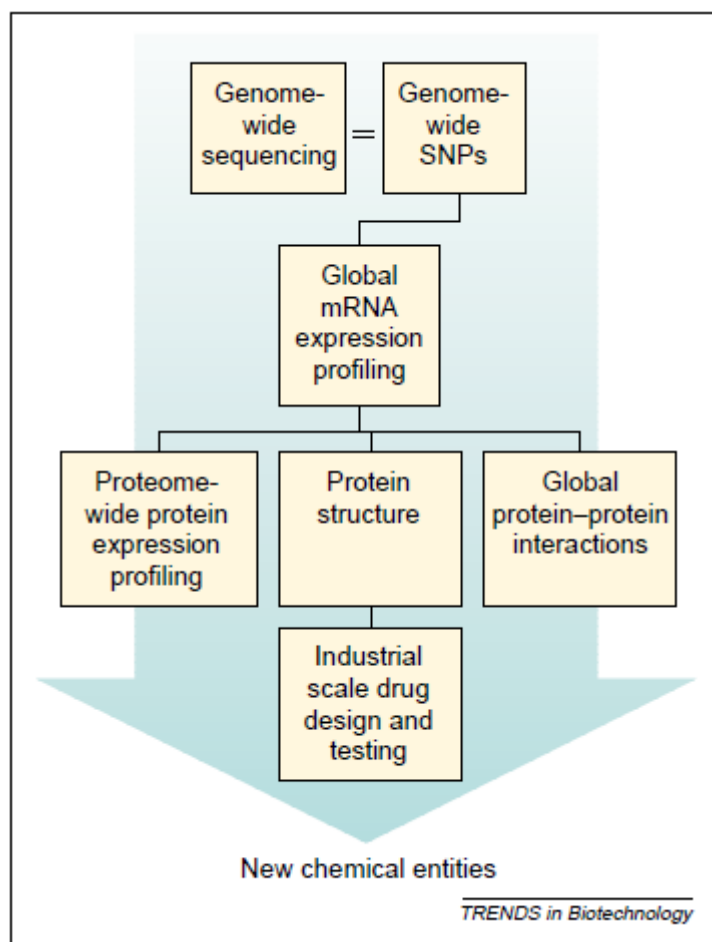 Genome-
wide
sequencing
=
Genome-
wide
SNPs
Global
mRNA
expression
profiling
Proteome-
wide protein
expression
profiling
Protein
structure
Global
protein–protein
interactions
Industrial
scale drug
design and
testing
New chemical entities
TRENDS in Biotechnology